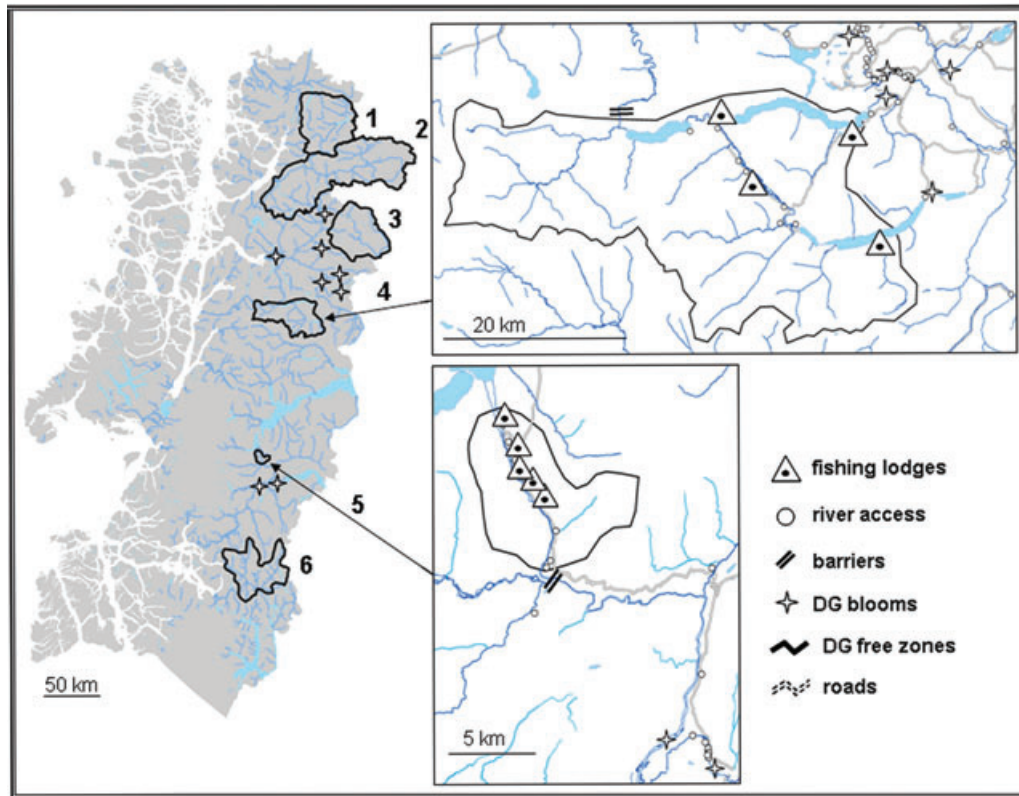 1
2
3
4
5
6
50 km
20 km
5 km
fishing lodges
river access
barriers
DG blooms
DG free zones
roads